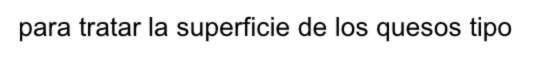 para tratar la superficie de los quesos tipo